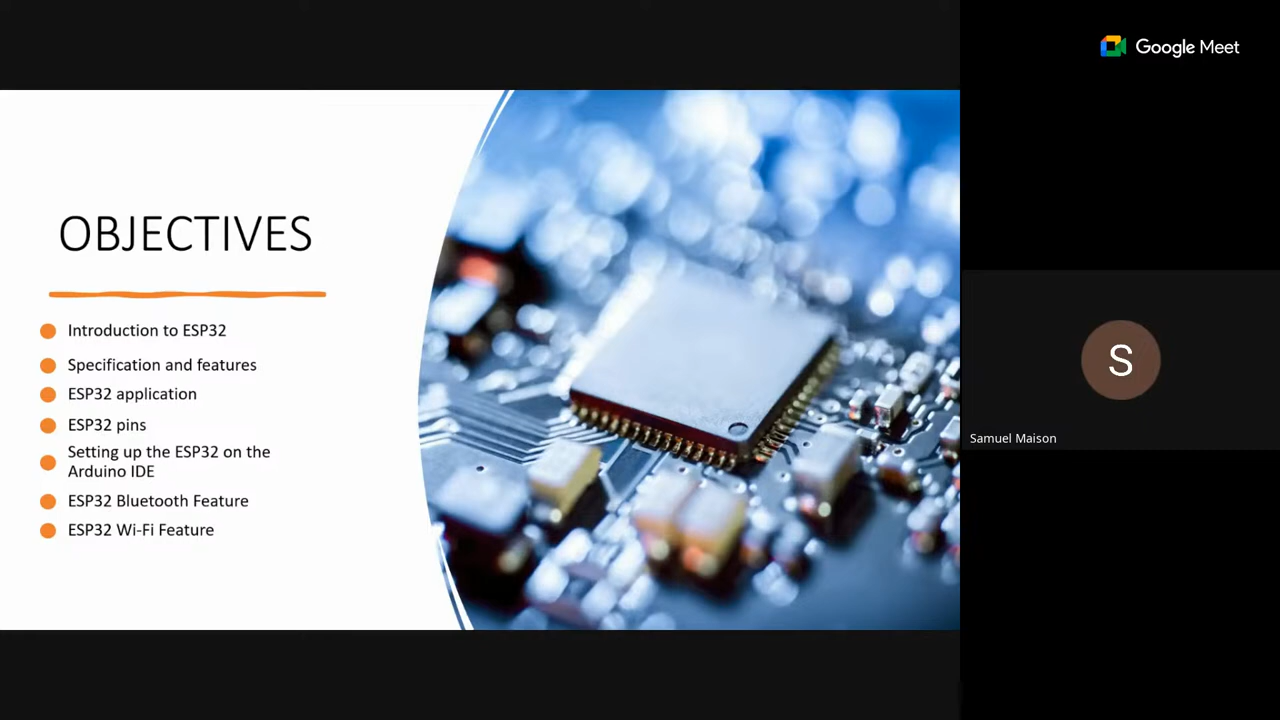 Google Meet
OBJECTIVES
Introduction to ESP32
Specification and features
ESP32 application
ESP32 pins
Setting up the ESP32 on the
Arduino IDE
ESP32 Bluetooth Feature
ESP32 Wi-Fi Feature
S
Samuel Maison